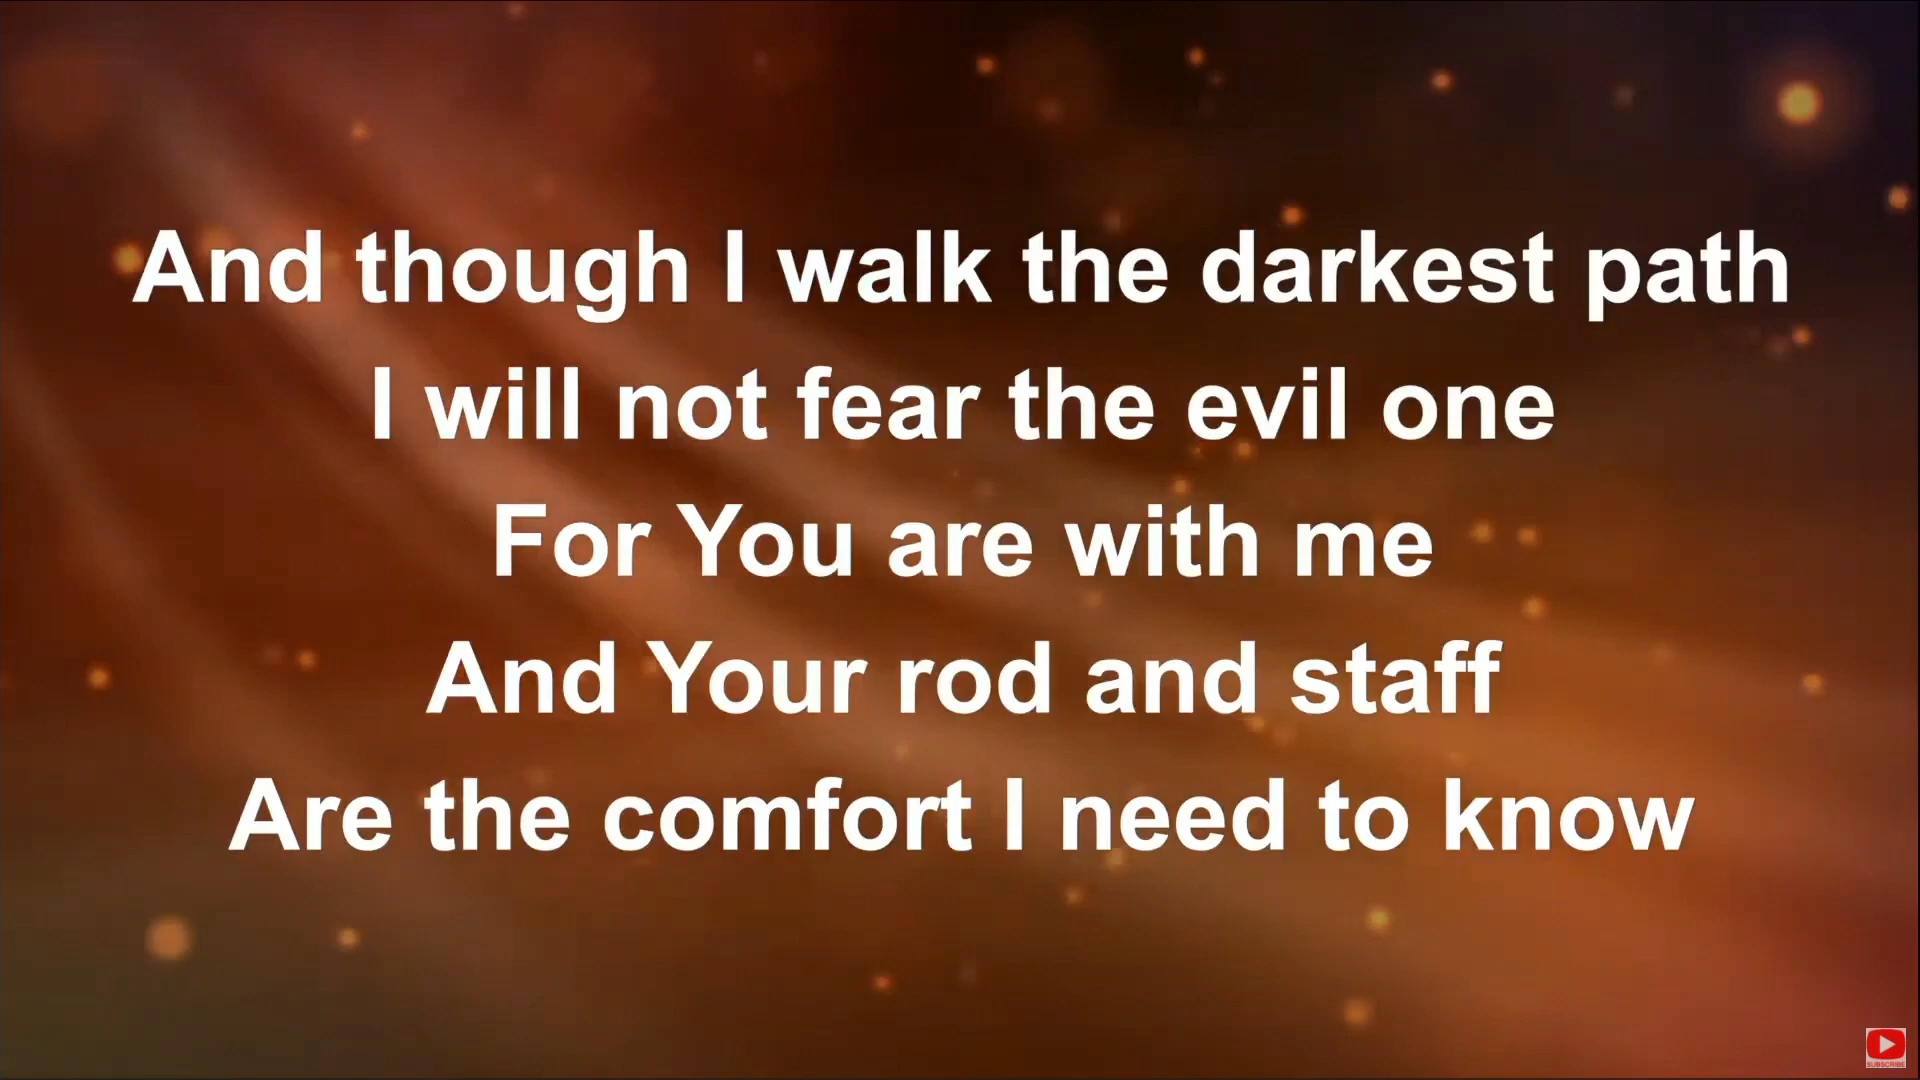 And though I walk the darkest path
I will not fear the evil one
For You are with me
And Your rod and staff
Are the comfort I need to know
SUBSCRIBE